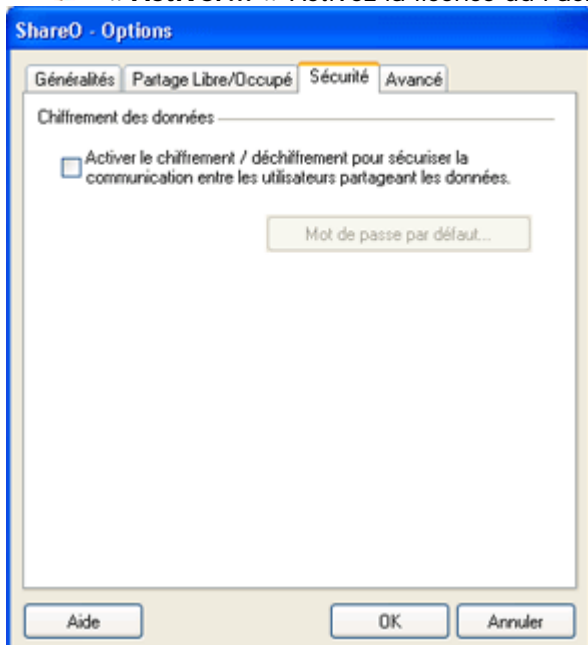 ShareO - Options
Généralités Partage Libre/Occupé Sécurité Avancé
Chiffrement des données
Activer le chiffrement / déchiffrement pour sécuriser la
communication entre les utilisateurs partageant les données.
Mot de passe par défaut...
Aide OK Annuler